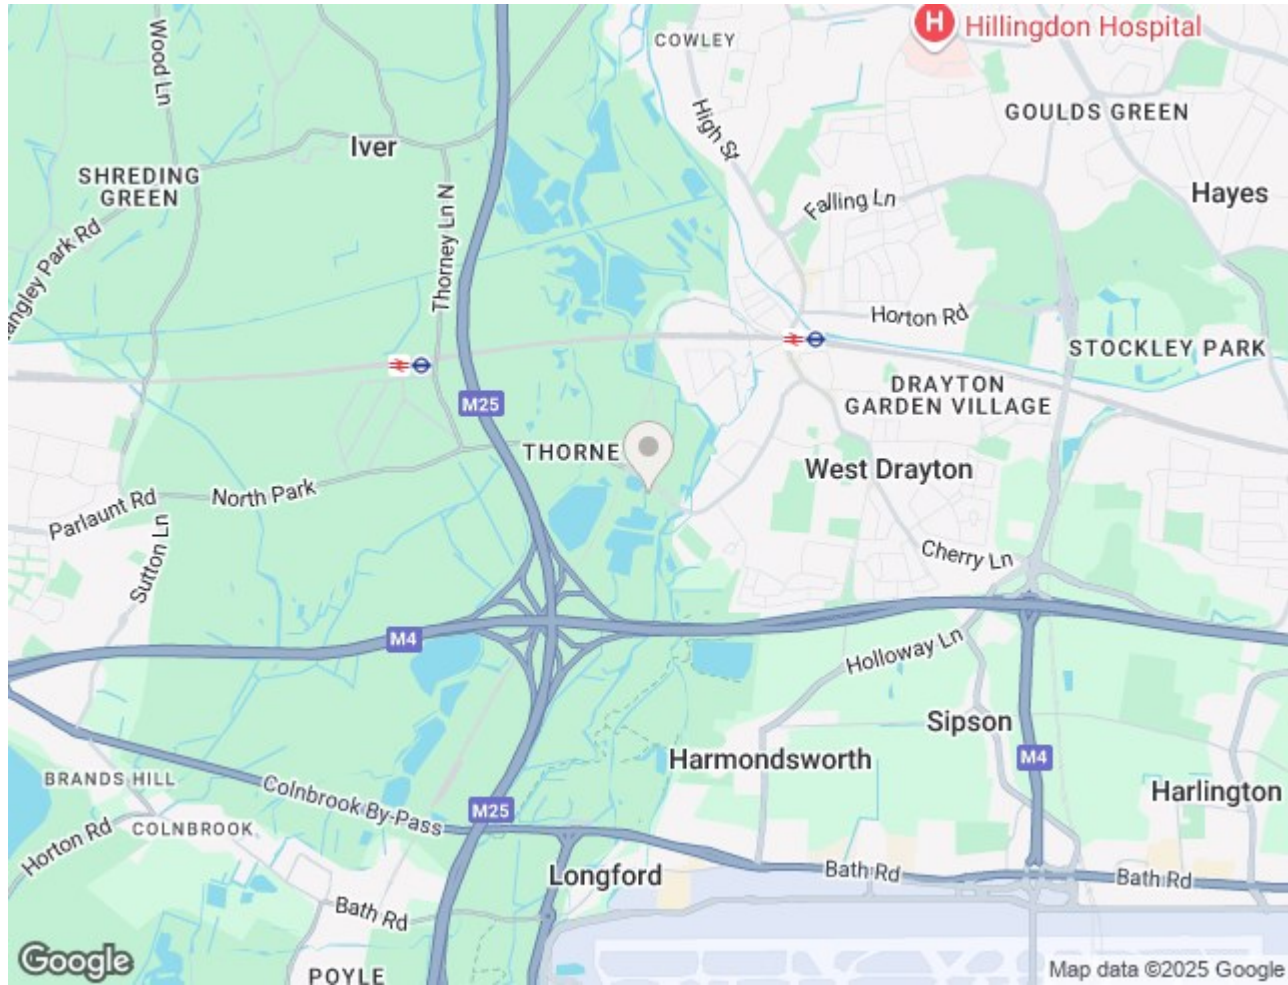 COWLEY
H
Hillingdon Hospital
Wood Ln
High St
GOULDS GREEN
Iver
SHREDING
GREEN
Thorney Ln N
Falling Ln
Hayes
angley Park Rd
Horton Rd
STOCKLEY PARK
M25
DRAYTON
GARDEN VILLAGE
THORNE
West Drayton
North Park
Parlaunt Rd
Sutton Ln
Cherry Ln
M4
Holloway Ln
Sipson
Harmondsworth
M4
BRANDS HILL
Colnbrook By-Pass
M25
Harlington
Horton Rd
COLNBROOK
Longford
Bath Rd
Bath Rd
Bath Rd
POYLE
Google
Map data ©2025 Google